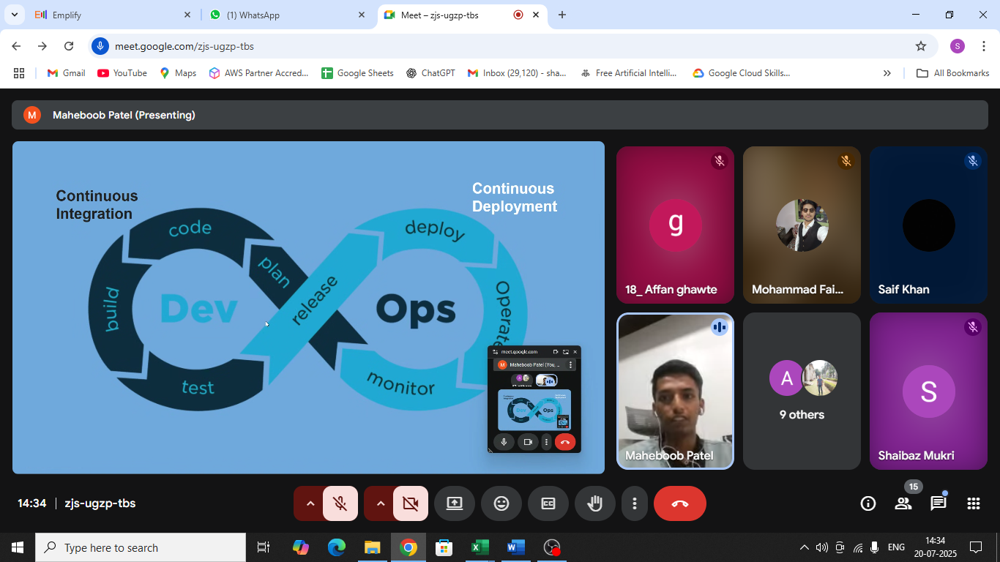 Emplify
(1) WhatsApp
Meet – zjs-ugzp-tbs
meet.google.com/zjs-ugzp-tbs
S
Gmail
YouTube
Maps
AWS Partner Accred...
Google Sheets
ChatGPT
Inbox (29,120) - sha...
Free Artificial Intelli...
Google Cloud Skills...
All Bookmarks
M
Maheboob Patel (Presenting)
Continuous
Integration
Continuous
Deployment
code
plan
build
test
release
deploy
Operate
monitor
Dev
Ops
meet.google.com
M
Maheboob Patel (You, ...
A
Dev
Ops
g
18_ Affan ghawte
Mohammad Fai...
Saif Khan
Maheboob Patel
A
9 others
S
Shaibaz Mukri
14:34
zjs-ugzp-tbs
CC
15
Type here to search
ENG
14:34
20-07-2025